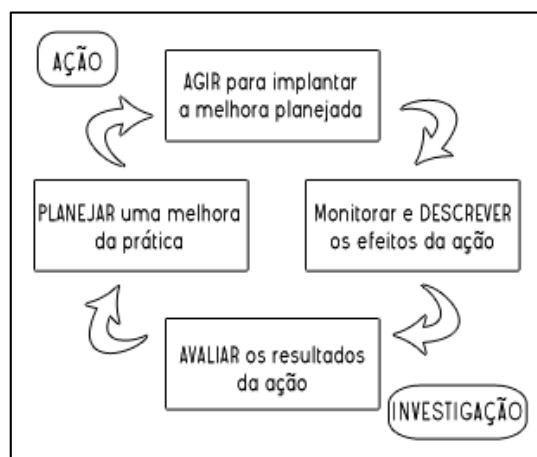 AÇÃO
AGIR para implantar
a melhora planejada
PLANEJAR uma melhora
da prática
Monitorar e DESCREVER
os efeitos da ação
AVALIAR os resultados
da ação
INVESTIGAÇÃO